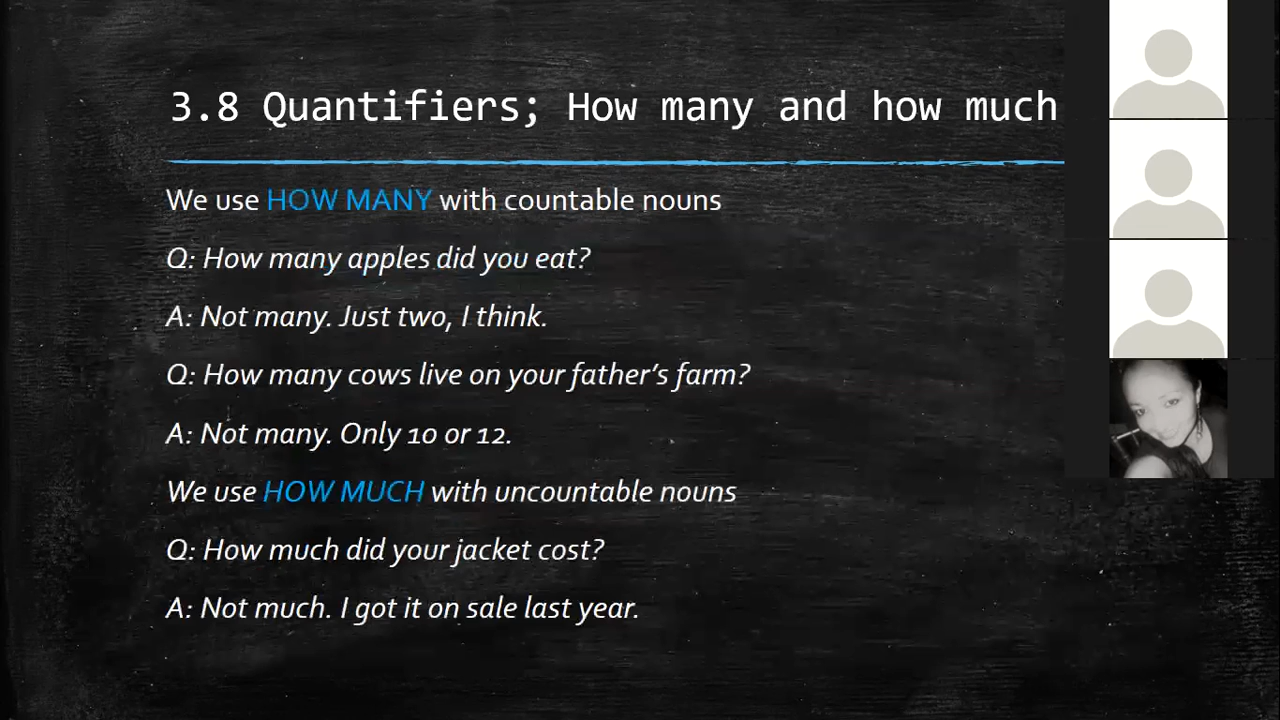 3.8 Quantifiers; How many and how much
We use HOW MANY with countable nouns
Q: How many apples did you eat?
A: Not many. Just two, I think.
Q: How many cows live on your father’s farm?
A: Not many. Only 10 or 12.
We use HOW MUCH with uncountable nouns
Q: How much did your jacket cost?
A: Not much. I got it on sale last year.